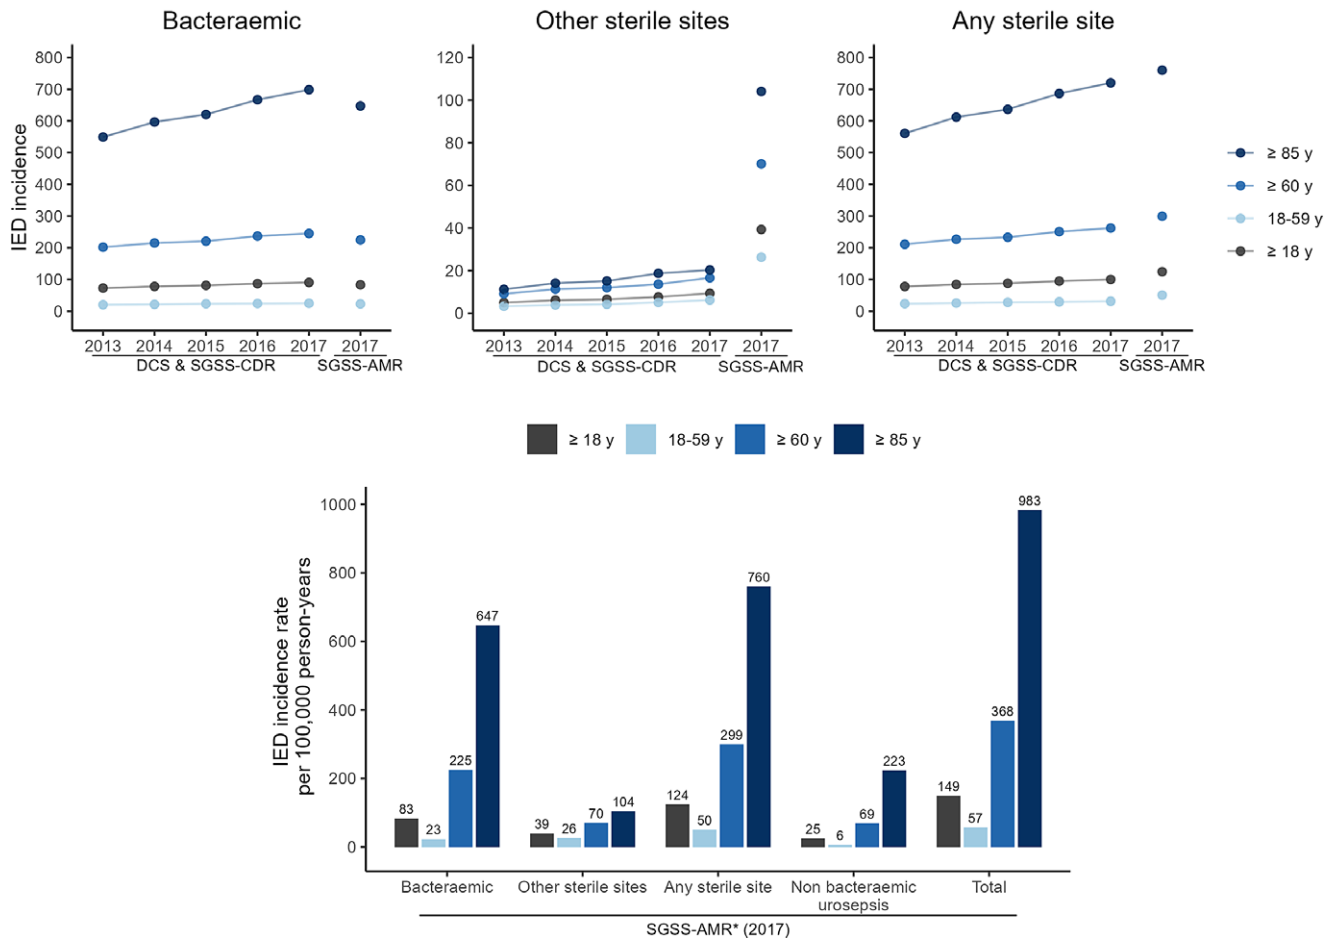 Bacteraemic
Other sterile sites
Any sterile site
IED incidence
800
700
600
500
400
300
200
100
0
2013 2014 2015 2016 2017 2017
DCS & SGSS-CDR SGSS-AMR
120
100
80
60
40
20
0
2013 2014 2015 2016 2017 2017
DCS & SGSS-CDR SGSS-AMR
800
700
600
500
400
300
200
100
0
2013 2014 2015 2016 2017 2017
DCS & SGSS-CDR SGSS-AMR
≥ 85 y
≥ 60 y
18-59 y
≥ 18 y
≥ 18 y 18-59 y ≥ 60 y ≥ 85 y
IED incidence rate
per 100,000 person-years
1000
800
600
400
200
0
83 23 225 647
39 26 70 104
124 50 299 760
25 6 69 223
149 57 368 983
Bacteraemic
Other sterile sites
Any sterile site
Non bacteraemic
urosepsis
Total
SGSS-AMR* (2017)